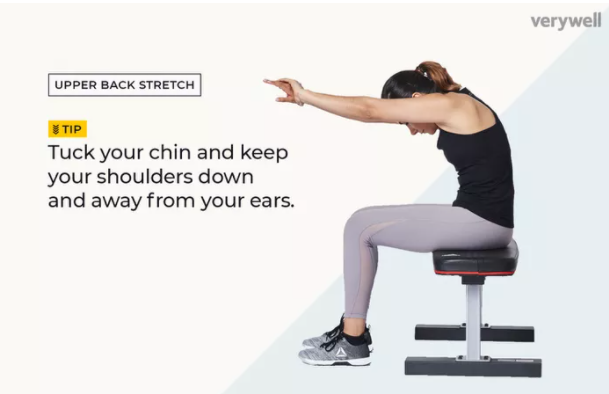 verywell
UPPER BACK STRETCH
TIP
Tuck your chin and keep
your shoulders down
and away from your ears.